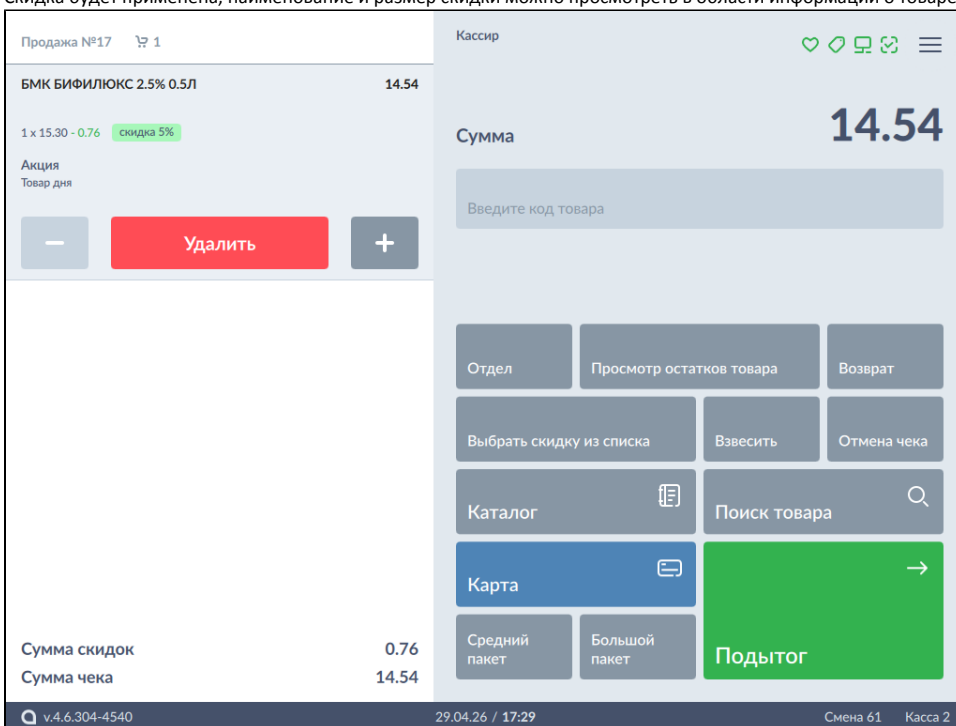 Скидка будет применена, наименование и размер скидки можно просмотреть в области информации о товаре
Продажа №17 1
БМК БИФИЛЮКС 2.5% 0.5Л 14.54
1 x 15.30 - 0.76 скидка 5%
Акция
Товар дня
Удалить
Сумма скидок 0.76
Сумма чека 14.54
Кассир
Сумма 14.54
Введите код товара
Отдел Просмотр остатков товара Возврат
Выбрать скидку из списка Взвесить Отмена чека
Каталог Поиск товара
Карта
Средний пакет Большой пакет Подытог
v.4.6.304-4540 29.04.26 / 17:29 Смена 61 Касса 2